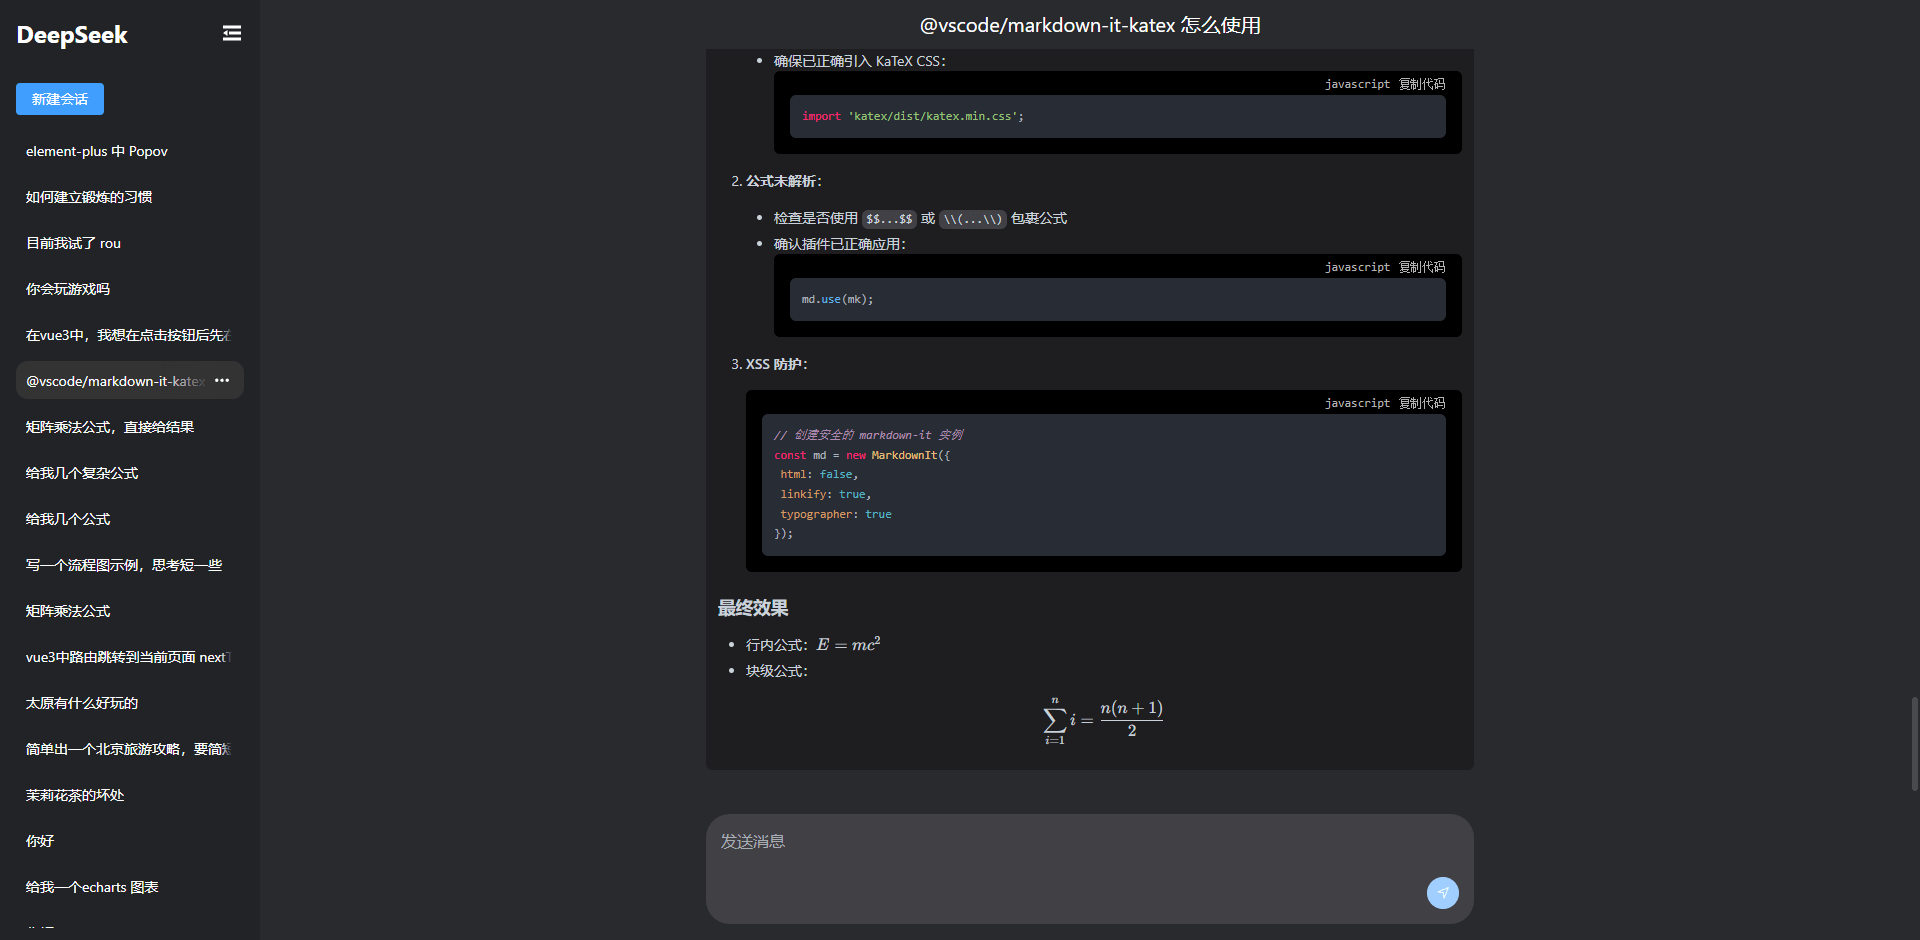 DeepSeek
新建会话
element-plus 中 Popov
如何建立锻炼的习惯
目前我试了 rou
你会玩游戏吗
在vue3中，我想在点击按钮后先在
@vscode/markdown-it-katex
矩阵乘法公式，直接给结果
给我几个复杂公式
给我几个公式
写一个流程图示例，思考短一些
矩阵乘法公式
vue3中路由跳转到当前页面 nextT
太原有什么好玩的
简单出一个北京旅游攻略，要简短
茉莉花茶的坏处
你好
给我一个echarts 图表
@vscode/markdown-it-katex 怎么使用
• 确保已正确引入 KaTeX CSS：
javascript 复制代码
import 'katex/dist/katex.min.css';
2. 公式未解析：
• 检查是否使用 $$...$$ 或 \\(...\\) 包裹公式
• 确认插件已正确应用：
javascript 复制代码
md.use(mk);
3. XSS 防护：
javascript 复制代码
// 创建安全的 markdown-it 实例
const md = new MarkdownIt({
html: false,
linkify: true,
typographer: true
});
最终效果
• 行内公式：E = mc²
• 块级公式：
\sum_{i=1}^{n} i = \frac{n(n+1)}{2}
发送消息